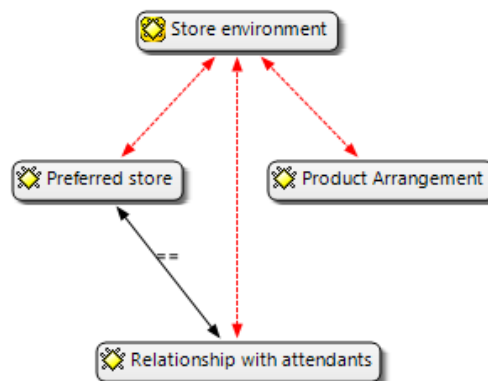 Store environment
Preferred store
Product Arrangement
==
Relationship with attendants